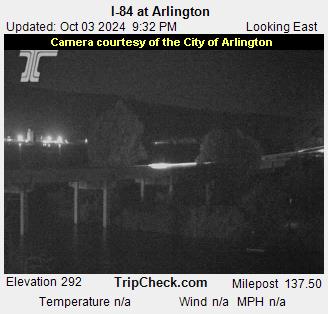 I-84 at Arlington
Updated: Oct 03 2024 9:32 PM Looking East
Camera courtesy of the City of Arlington
Elevation 292 TripCheck.com Milepost 137.50
Temperature n/a Wind n/a MPH n/a